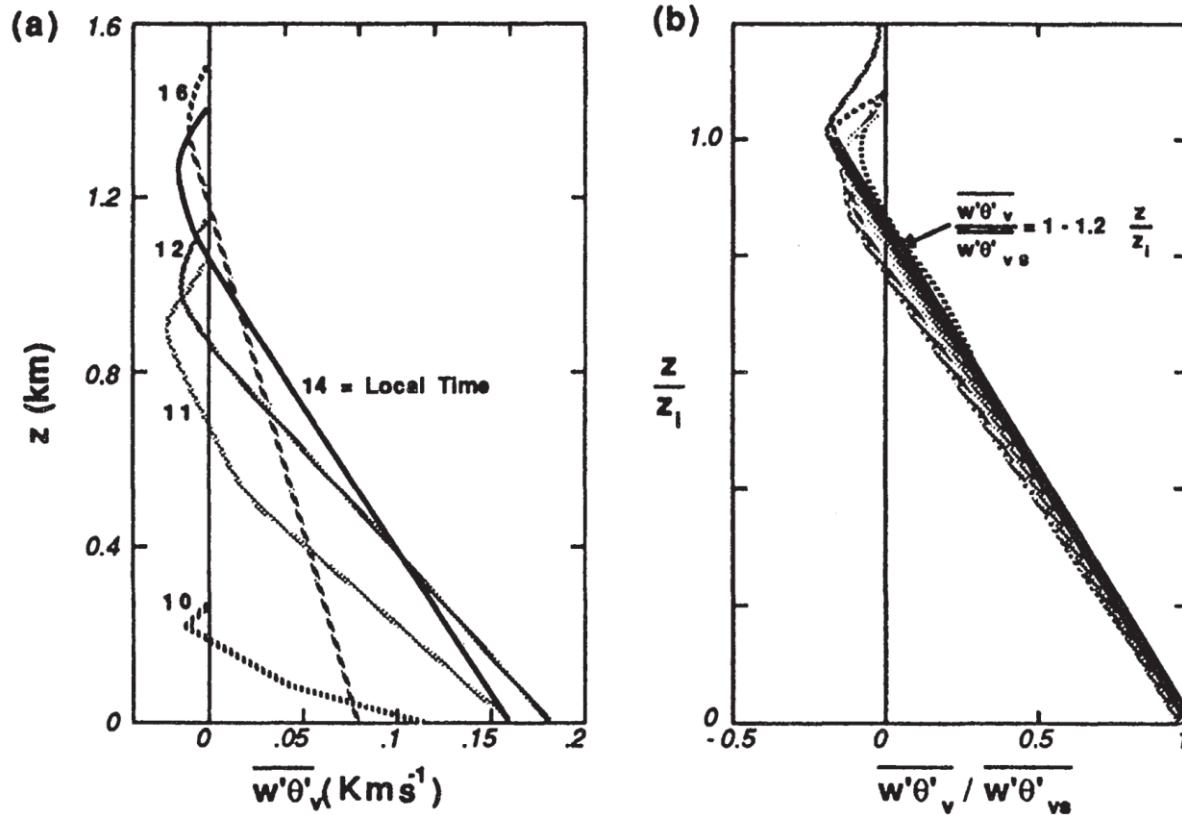 (a)
1.6
1.2
0.8
0.4
0
z (km)
16
12
11
10
14 = Local Time
0 .05 .1 .15 .2
w'θ'v (Kms⁻¹)
(b)
1.0
0
z
zi
w'θ'v
w'θ'vs
= 1 - 1.2 z
zi
-0.5 0 0.5 1
w'θ'v / w'θ'vs